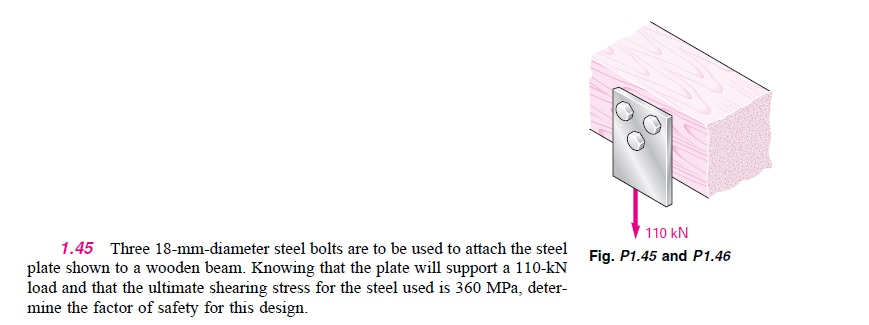 1.45 Three 18-mm-diameter steel bolts are to be used to attach the steel
plate shown to a wooden beam. Knowing that the plate will support a 110-kN
load and that the ultimate shearing stress for the steel used is 360 MPa, deter-
mine the factor of safety for this design.
110 kN
Fig. P1.45 and P1.46